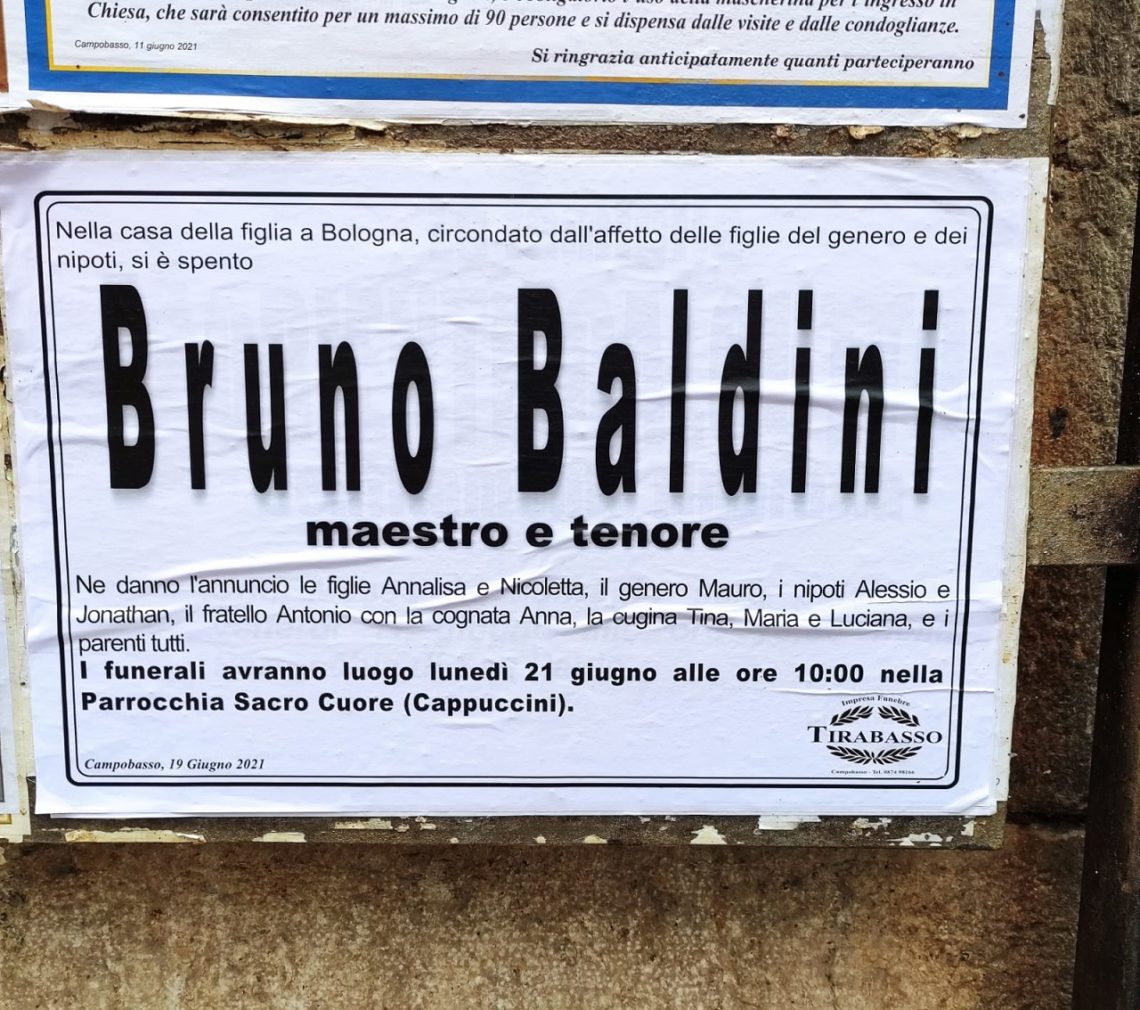 Chiesa, che sarà consentito per un massimo di 90 persone e si dispensa dalle visite e dalle condoglianze.
Campobasso, 11 giugno 2021
Si ringrazia anticipatamente quanti parteciperanno
Nella casa della figlia a Bologna, circondato dall'affetto delle figlie del genero e dei
nipoti, si è spento
Bruno Baldini
maestro e tenore
Ne danno l'annuncio le figlie Annalisa e Nicoletta, il genero Mauro, i nipoti Alessio e
Jonathan, il fratello Antonio con la cognata Anna, la cugina Tina, Maria e Luciana, e i
parenti tutti.
I funerali avranno luogo lunedì 21 giugno alle ore 10:00 nella
Parrocchia Sacro Cuore (Cappuccini).
Impresa Funebre
TIRABASSO
Campobasso - Tel. 0874 98266
Campobasso, 19 Giugno 2021